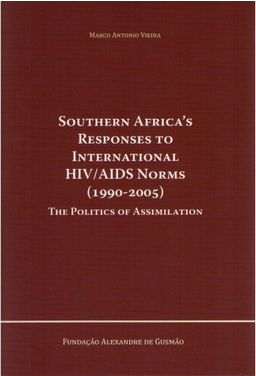 Marco Antonio Vieira
Southern Africa's
Responses to
International
HIV/AIDS Norms
(1990-2005)
The Politics of Assimilation
Fundação Alexandre de Gusmão